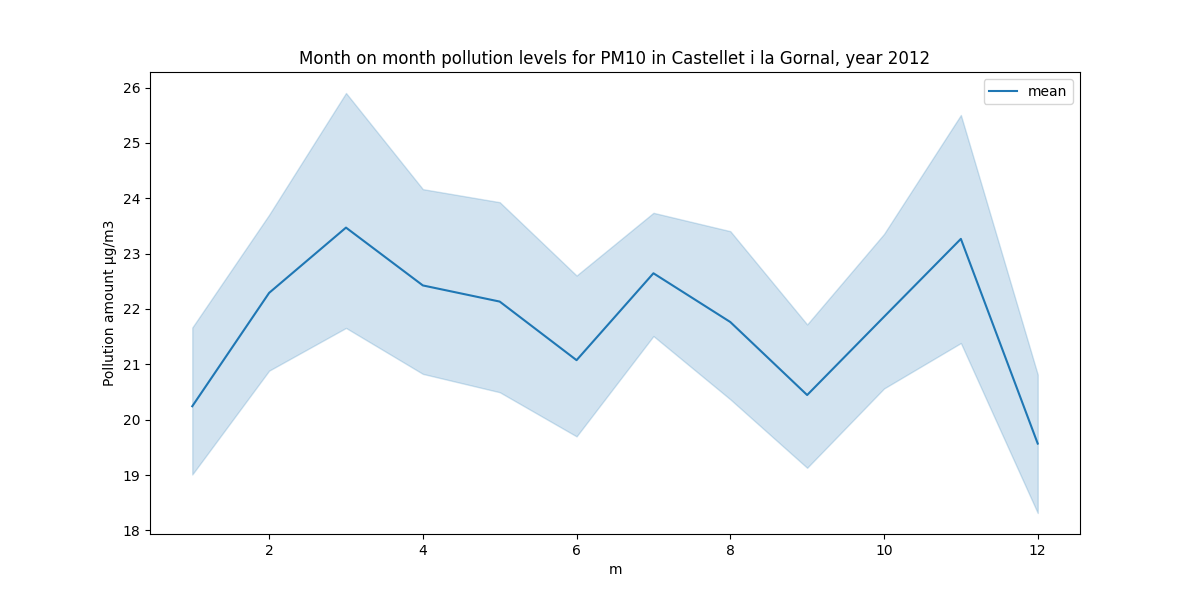 Month on month pollution levels for PM10 in Castellet i la Gornal, year 2012
mean
Pollution amount µg/m3
26
25
24
23
22
21
20
19
18
2 4 6 8 10 12
m